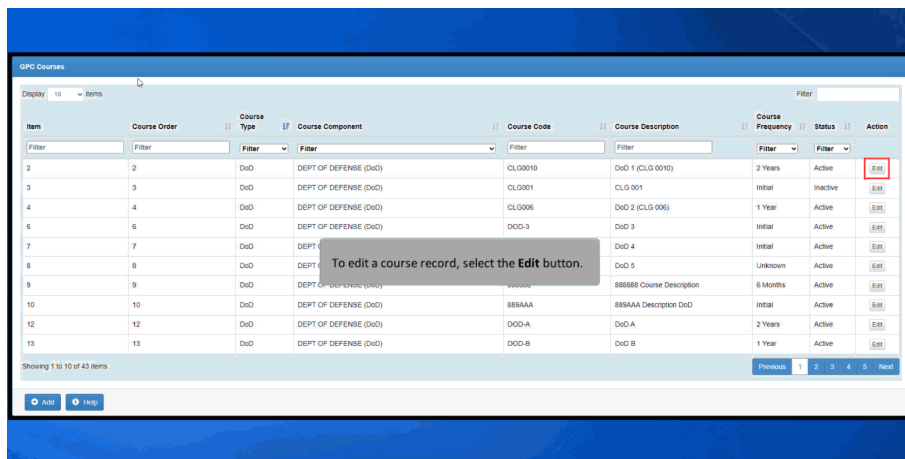 GPC Courses
Display 10 items Filter:
Item Course Order Course Type Course Component Course Code Course Description Course Frequency Status Action
Filter Filter Filter Filter Filter Filter Filter Filter
2 2 DoD DEPT OF DEFENSE (DoD) CLG0010 DoD 1 (CLG 0010) 2 Years Active Edit
3 3 DoD DEPT OF DEFENSE (DoD) CLG001 CLG 001 Initial Inactive Edit
4 4 DoD DEPT OF DEFENSE (DoD) CLG006 DoD 2 (CLG 006) 1 Year Active Edit
6 6 DoD DEPT OF DEFENSE (DoD) DOD-3 DoD 3 Initial Active Edit
7 7 DoD DEPT DoD 4 Initial Active Edit
8 8 DoD DEPT DoD 5 Unknown Active Edit
To edit a course record, select the Edit button.
9 9 DoD DEPT OF DEFENSE (DoD) 888888 888888 Course Description 6 Months Active Edit
10 10 DoD DEPT OF DEFENSE (DoD) 889AAA 889AAA Description DoD Initial Active Edit
12 12 DoD DEPT OF DEFENSE (DoD) DOD-A DoD A 2 Years Active Edit
13 13 DoD DEPT OF DEFENSE (DoD) DOD-B DoD B 1 Year Active Edit
Showing 1 to 10 of 43 items Previous 1 2 3 4 5 Next
Add Help